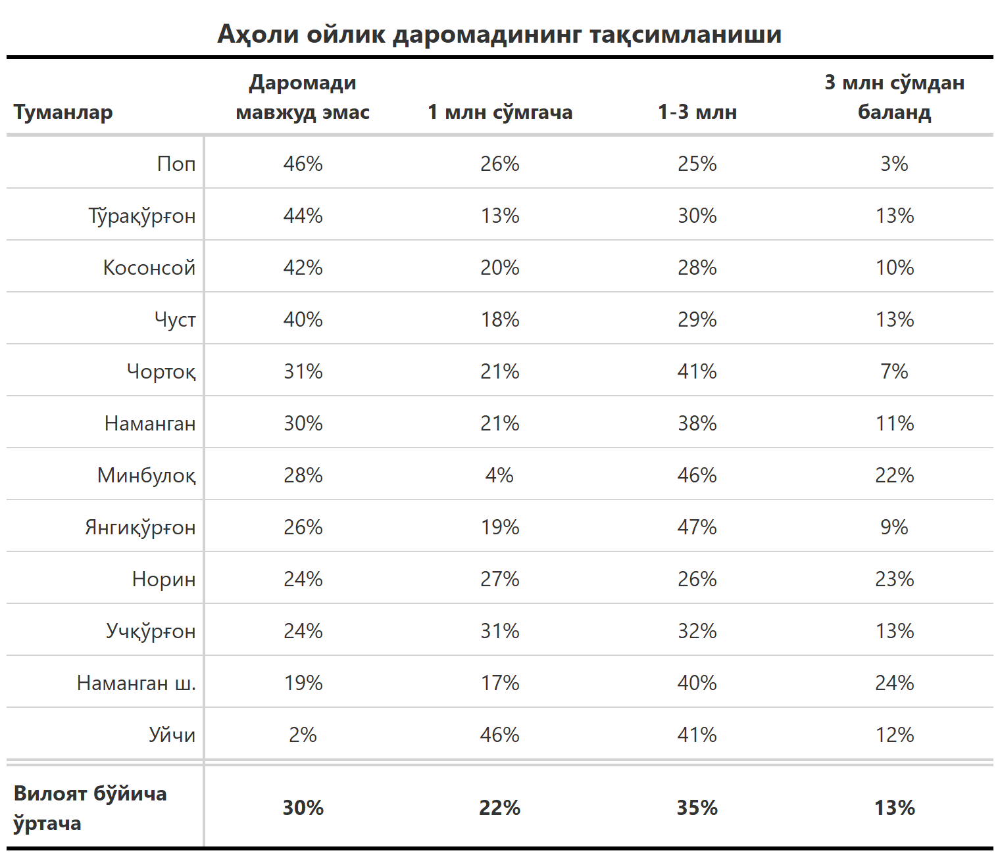 Аҳоли ойлик даромадининг тақсимланиши
Туманлар Даромади мавжуд эмас 1 млн сўмгача 1-3 млн 3 млн сўмдан баланд
Поп 46% 26% 25% 3%
Тўрақўрғон 44% 13% 30% 13%
Косонсой 42% 20% 28% 10%
Чуст 40% 18% 29% 13%
Чортоқ 31% 21% 41% 7%
Наманган 30% 21% 38% 11%
Минбулоқ 28% 4% 46% 22%
Янгиқўрғон 26% 19% 47% 9%
Норин 24% 27% 26% 23%
Учқўрғон 24% 31% 32% 13%
Наманган ш. 19% 17% 40% 24%
Уйчи 2% 46% 41% 12%
Вилоят бўйича ўртача 30% 22% 35% 13%